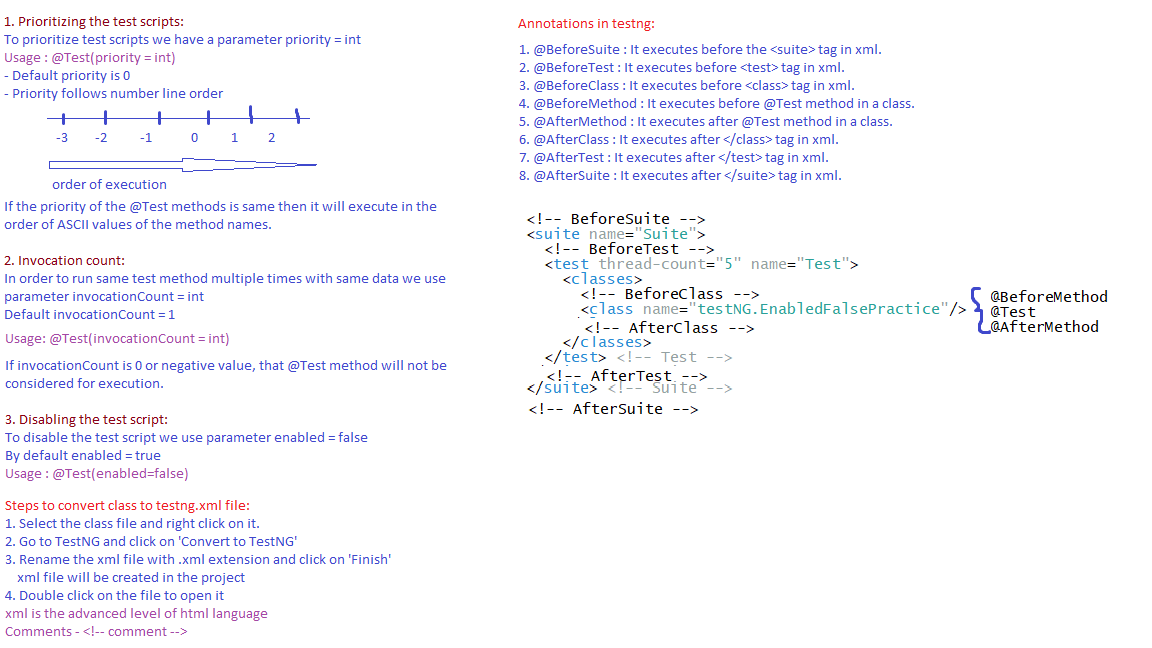 1. Prioritizing the test scripts:
To prioritize test scripts we have a parameter priority = int
Usage : @Test(priority = int)
- Default priority is 0
- Priority follows number line order
-3 -2 -1 0 1 2
order of execution
If the priority of the @Test methods is same then it will execute in the
order of ASCII values of the method names.
2. Invocation count:
In order to run same test method multiple times with same data we use
parameter invocationCount = int
Default invocationCount = 1
Usage: @Test(invocationCount = int)
If invocationCount is 0 or negative value, that @Test method will not be
considered for execution.
3. Disabling the test script:
To disable the test script we use parameter enabled = false
By default enabled = true
Usage : @Test(enabled=false)
Steps to convert class to testng.xml file:
1. Select the class file and right click on it.
2. Go to TestNG and click on 'Convert to TestNG'
3. Rename the xml file with .xml extension and click on 'Finish'
xml file will be created in the project
4. Double click on the file to open it
xml is the advanced level of html language
Comments - <!-- comment -->
Annotations in testng:
1. @BeforeSuite : It executes before the <suite> tag in xml.
2. @BeforeTest : It executes before <test> tag in xml.
3. @BeforeClass : It executes before <class> tag in xml.
4. @BeforeMethod : It executes before @Test method in a class.
5. @AfterMethod : It executes after @Test method in a class.
6. @AfterClass : It executes after </class> tag in xml.
7. @AfterTest : It executes after </test> tag in xml.
8. @AfterSuite : It executes after </suite> tag in xml.
<!-- BeforeSuite -->
<suite name="Suite">
<!-- BeforeTest -->
<test thread-count="5" name="Test">
<classes>
<!-- BeforeClass -->
<class name="testNG.EnabledFalsePractice"/>
<!-- AfterClass -->
</classes>
</test> <!-- Test -->
<!-- AfterTest -->
</suite> <!-- Suite -->
<!-- AfterSuite -->
@BeforeMethod
@Test
@AfterMethod